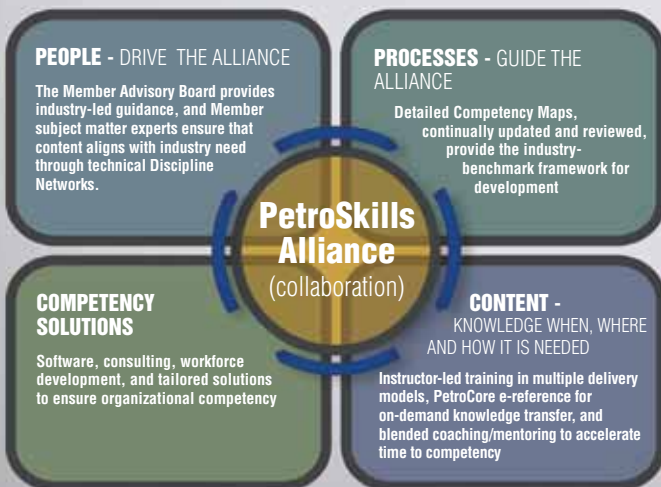 PEOPLE - DRIVE THE ALLIANCE
The Member Advisory Board provides
industry-led guidance, and Member
subject matter experts ensure that
content aligns with industry need
through technical Discipline
Networks.
PROCESSES - GUIDE THE
ALLIANCE
Detailed Competency Maps,
continually updated and reviewed,
provide the industry-
benchmark framework for
development
PetroSkills
Alliance
(collaboration)
COMPETENCY
SOLUTIONS
Software, consulting, workforce
development, and tailored solutions
to ensure organizational competency
CONTENT -
KNOWLEDGE WHEN, WHERE
AND HOW IT IS NEEDED
Instructor-led training in multiple delivery
models, PetroCore e-reference for
on-demand knowledge transfer, and
blended coaching/mentoring to accelerate
time to competency